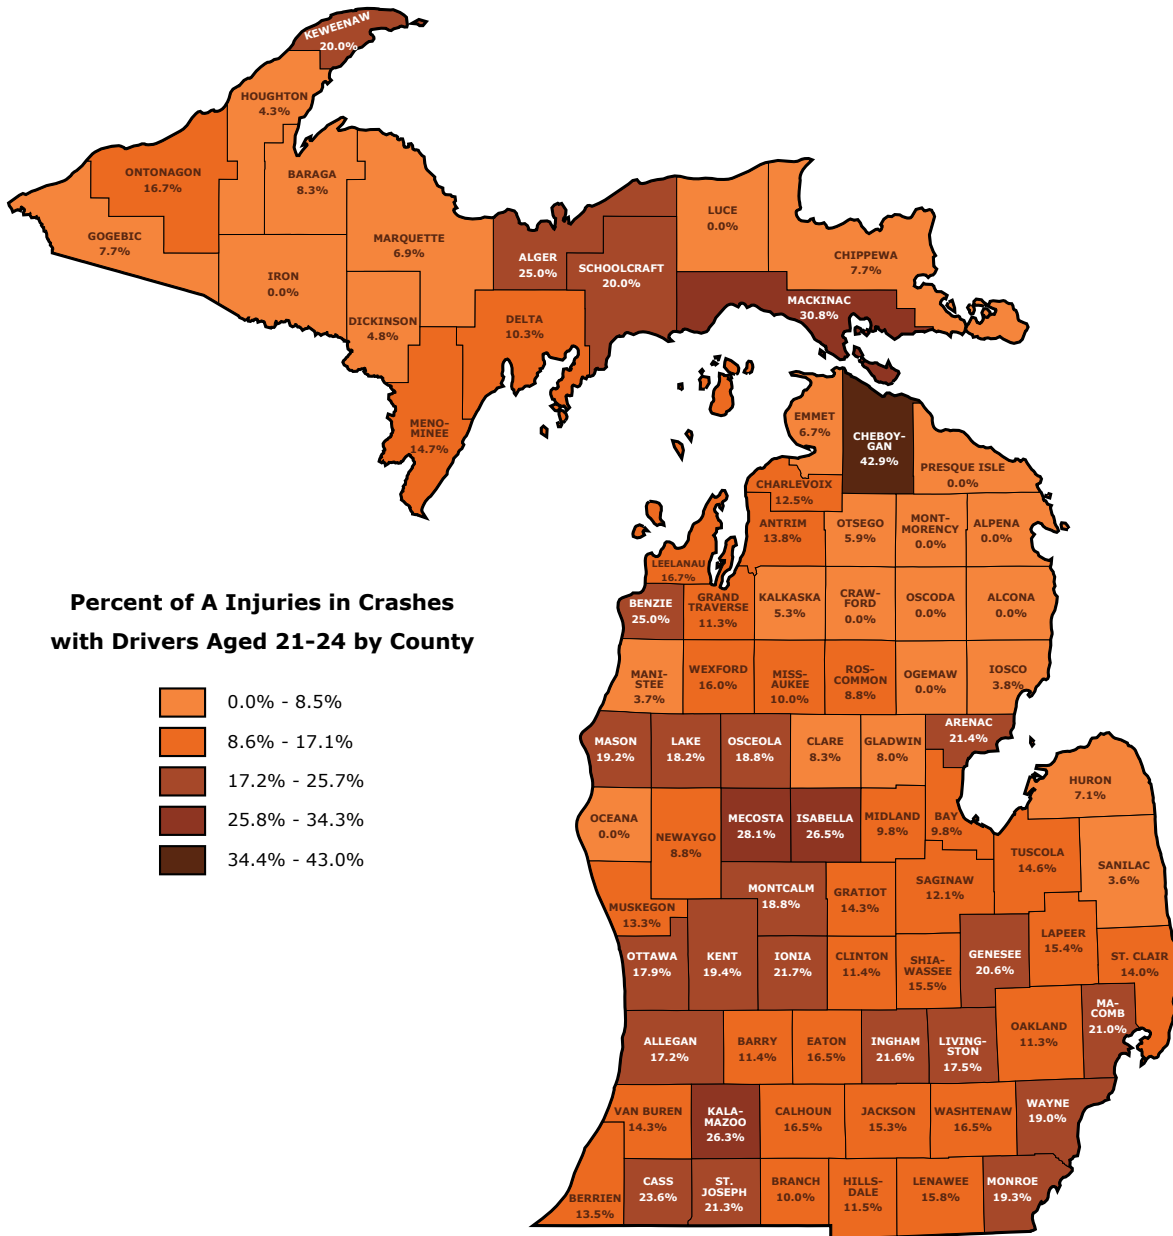 KEWEENAW
20.0%
HOUGHTON
4.3%
ONTONAGON
16.7%
BARAGA
8.3%
GOGEBIC
7.7%
MARQUETTE
6.9%
IRON
0.0%
DICKINSON
4.8%
ALGER
25.0%
SCHOOLCRAFT
20.0%
LUCE
0.0%
CHIPPEWA
7.7%
MACKINAC
30.8%
DELTA
10.3%
MENO-
MINEE
14.7%
EMMET
6.7%
CHEBOY-
GAN
42.9%
PRESQUE ISLE
0.0%
CHARLEVOIX
12.5%
ANTRIM
13.8%
OTSEGO
5.9%
MONT-
MORENCY
0.0%
ALPENA
0.0%
LEELANAU
16.7%
BENZIE
25.0%
GRAND
TRAVERSE
11.3%
KALKASKA
5.3%
CRAW-
FORD
0.0%
OSCODA
0.0%
ALCONA
0.0%
Percent of A Injuries in Crashes
with Drivers Aged 21-24 by County
0.0% - 8.5%
8.6% - 17.1%
17.2% - 25.7%
25.8% - 34.3%
34.4% - 43.0%
MANI-
STEE
3.7%
WEXFORD
16.0%
MISS-
AUKEE
10.0%
ROS-
COMMON
8.8%
OGEMAW
0.0%
IOSCO
3.8%
MASON
19.2%
LAKE
18.2%
OSCEOLA
18.8%
CLARE
8.3%
GLADWIN
8.0%
ARENAC
21.4%
HURON
7.1%
OCEANA
0.0%
NEWAYGO
8.8%
MECOSTA
28.1%
ISABELLA
26.5%
MIDLAND
9.8%
BAY
9.8%
TUSCOLA
14.6%
SANILAC
3.6%
MUSKEGON
13.3%
MONTCALM
18.8%
GRATIOT
14.3%
SAGINAW
12.1%
OTTAWA
17.9%
KENT
19.4%
IONIA
21.7%
CLINTON
11.4%
SHIA-
WASSEE
15.5%
GENESEE
20.6%
LAPEER
15.4%
ST. CLAIR
14.0%
ALLEGAN
17.2%
BARRY
11.4%
EATON
16.5%
INGHAM
21.6%
LIVING-
STON
17.5%
OAKLAND
11.3%
MA-
COMB
21.0%
VAN BUREN
14.3%
KALA-
MAZOO
26.3%
CALHOUN
16.5%
JACKSON
15.3%
WASHTENAW
16.5%
WAYNE
19.0%
BERRIEN
13.5%
CASS
23.6%
ST.
JOSEPH
21.3%
BRANCH
10.0%
HILLS-
DALE
11.5%
LENAWEE
15.8%
MONROE
19.3%